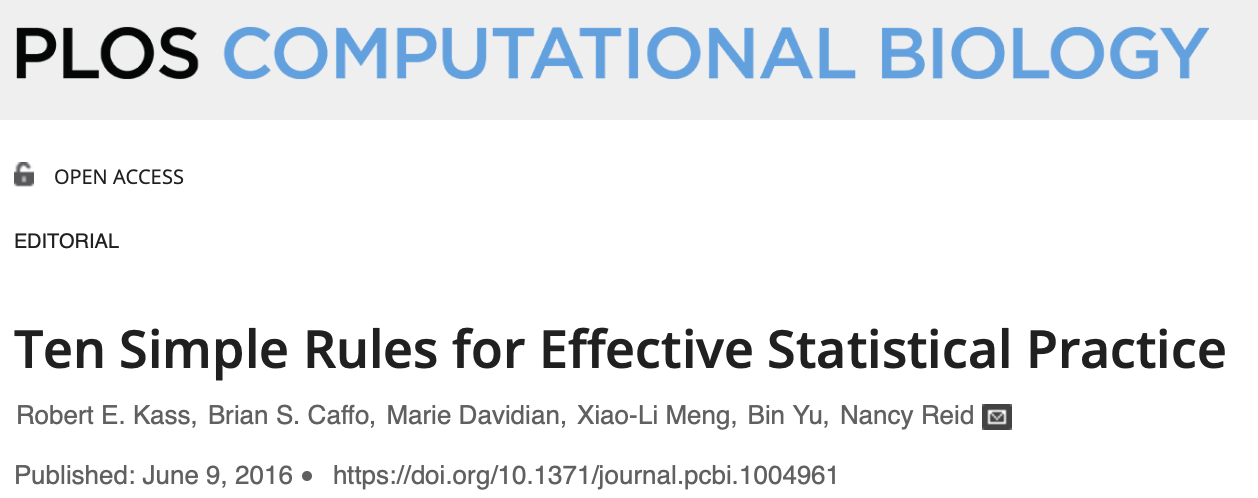 PLOS COMPUTATIONAL BIOLOGY
OPEN ACCESS
EDITORIAL
Ten Simple Rules for Effective Statistical Practice
Robert E. Kass, Brian S. Caffo, Marie Davidian, Xiao-Li Meng, Bin Yu, Nancy Reid
Published: June 9, 2016 • https://doi.org/10.1371/journal.pcbi.1004961